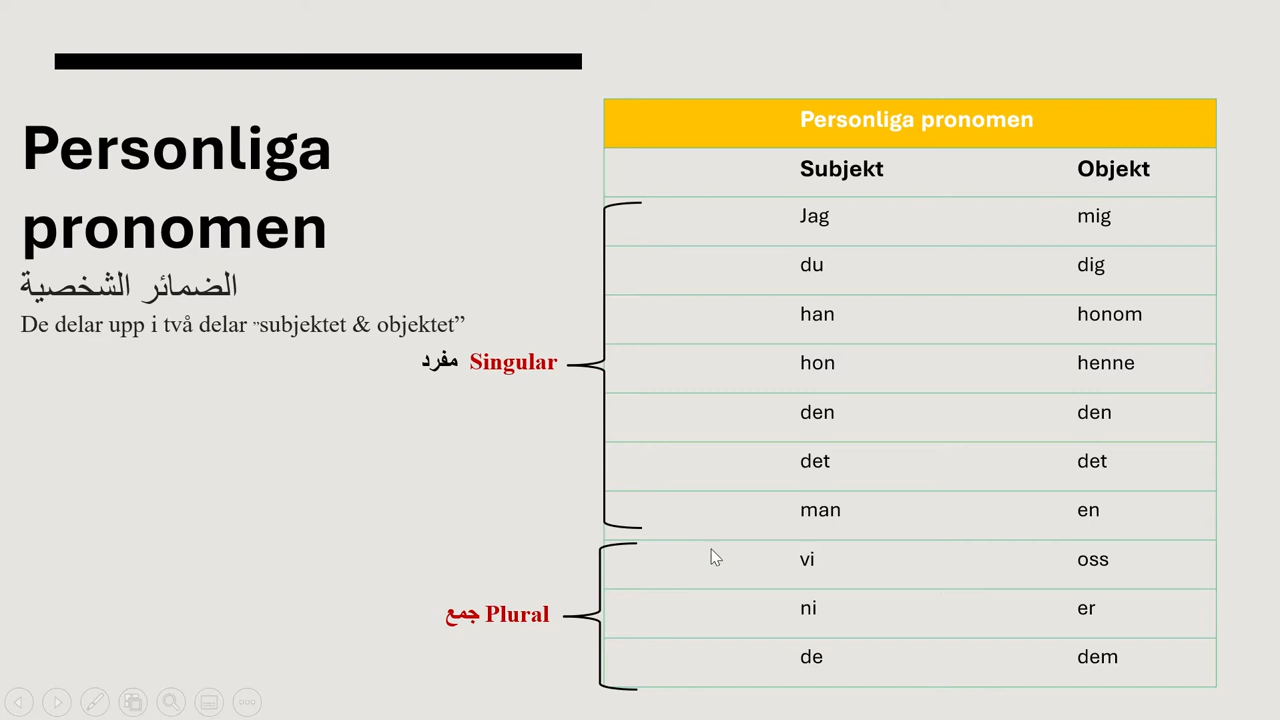 Personliga
pronomen
الضمائر الشخصية
De delar upp i två delar ”subjektet & objektet”
Singular مفرد
Plural جمع
Personliga pronomen
Subjekt Objekt
Jag mig
du dig
han honom
hon henne
den den
det det
man en
vi oss
ni er
de dem